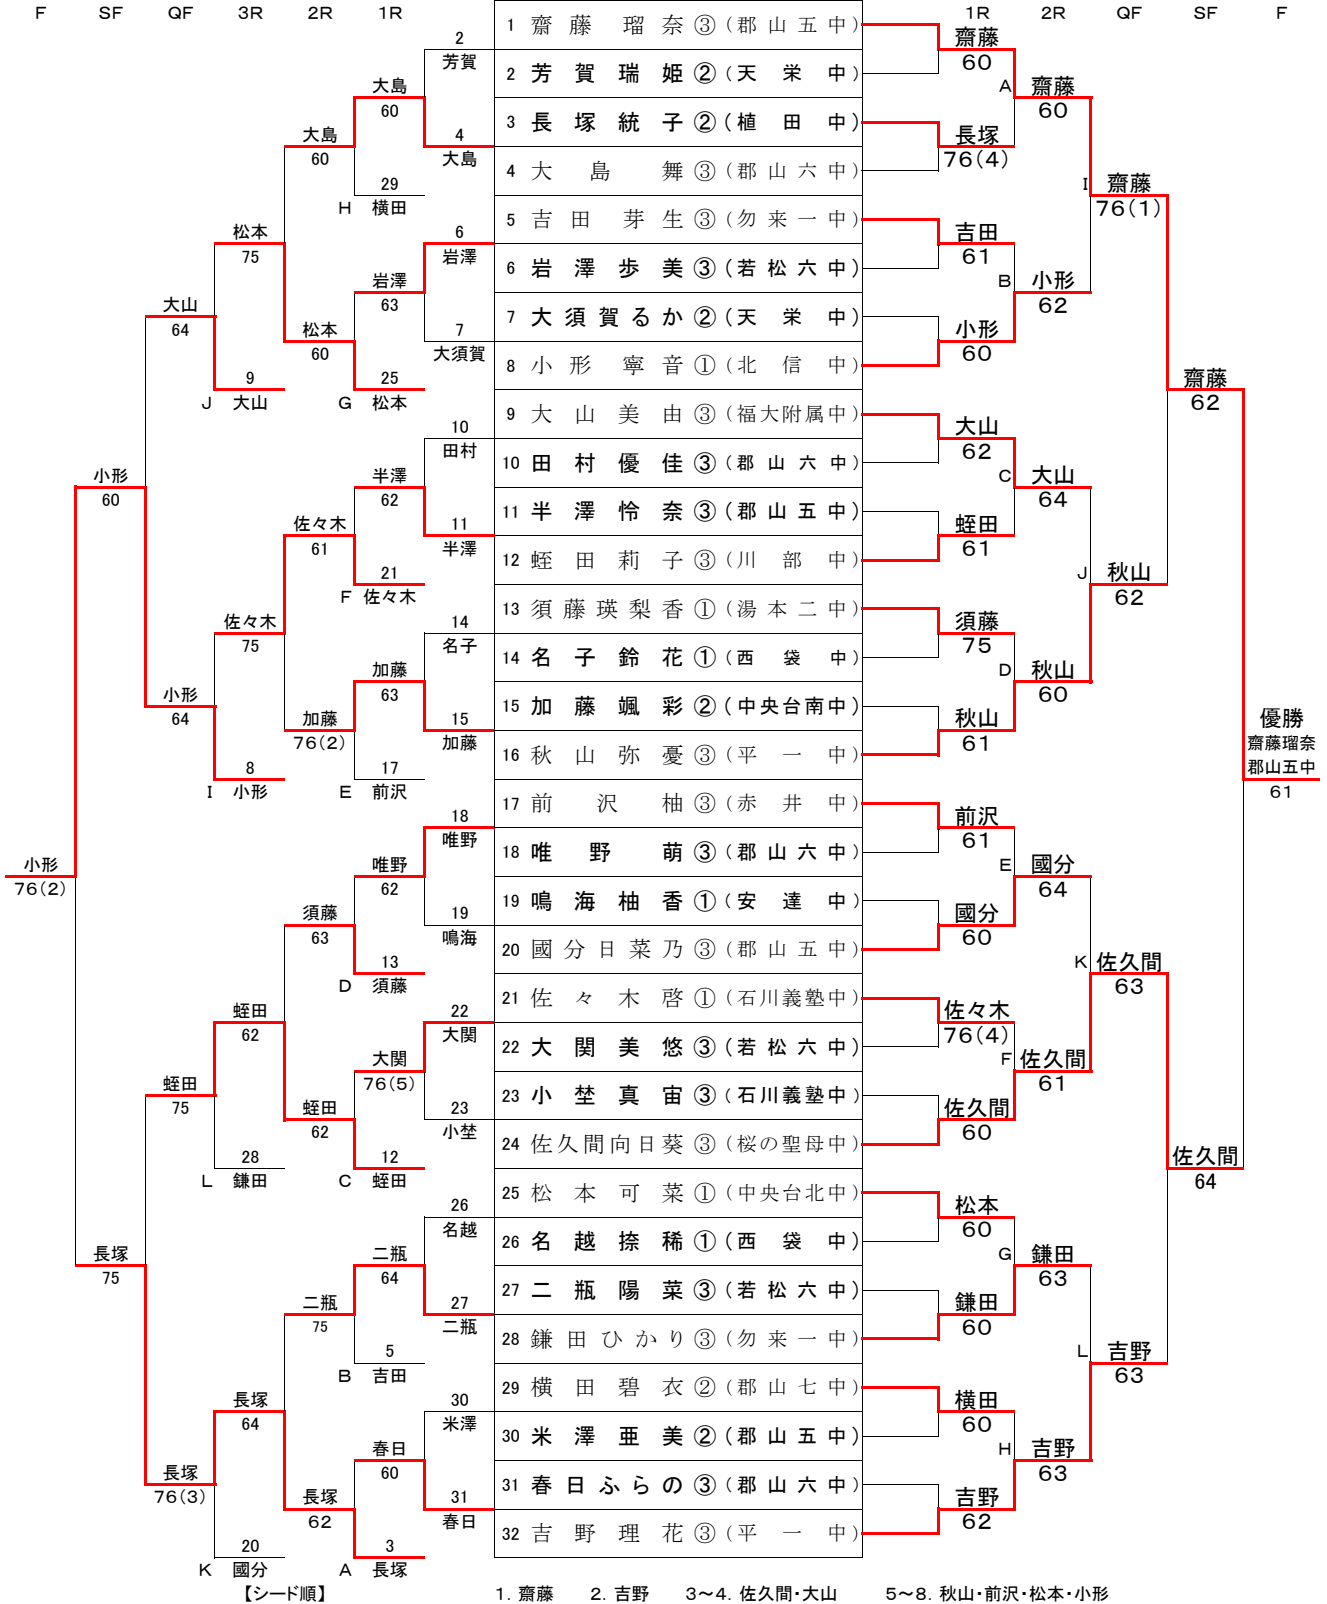 F SF QF 3R 2R 1R 1R 2R QF SF F
1 齋藤 瑠奈③(郡山五中)
2 芳賀瑞姫②(天栄中)
3 長塚統子②(植田中)
4 大島 舞③(郡山六中)
5 吉田 芽生③(勿来一中)
6 岩澤歩美③(若松六中)
7 大須賀るか②(天栄中)
8 小形 寧音①(北信中)
9 大山美由③(福大附属中)
10 田村優佳③(郡山六中)
11 半澤怜奈③(郡山五中)
12 蛭田莉子③(川部中)
13 須藤瑛梨香①(湯本二中)
14 名子鈴花①(西袋中)
15 加藤颯彩②(中央台南中)
16 秋山弥憂③(平一中)
17 前沢 柚③(赤井中)
18 唯野 萌③(郡山六中)
19 鳴海柚香①(安達中)
20 國分日菜乃③(郡山五中)
21 佐々木啓①(石川義塾中)
22 大関美悠③(若松六中)
23 小埜真宙③(石川義塾中)
24 佐久間向日葵③(桜の聖母中)
25 松本可菜①(中央台北中)
26 名越捺稀①(西袋中)
27 二瓶陽菜③(若松六中)
28 鎌田ひかり③(勿来一中)
29 横田碧衣②(郡山七中)
30 米澤亜美②(郡山五中)
31 春日ふらの③(郡山六中)
32 吉野理花③(平一中)
齋藤
60
A
長塚
76(4)
吉田
61
B
小形
60
大山
62
C
蛭田
61
須藤
75
D
秋山
61
前沢
61
E
國分
60
佐々木
76(4)
F
佐久間
60
松本
60
G
鎌田
60
横田
60
H
吉野
62
齋藤
60
I
小形
62
大山
64
J
秋山
60
國分
64
K
佐久間
61
鎌田
63
L
吉野
63
齋藤
76(1)
秋山
62
佐久間
63
吉野
63
齋藤
62
佐久間
64
優勝
齋藤瑠奈
郡山五中
61
2
芳賀
4
大島
6
岩澤
7
大須賀
10
田村
11
半澤
14
名子
15
加藤
18
唯野
19
鳴海
22
大関
23
小埜
26
名越
27
二瓶
30
米澤
31
春日
大島
60
29
H 横田
岩澤
63
25
G 松本
半澤
62
21
F 佐々木
加藤
63
17
E 前沢
唯野
62
13
D 須藤
大関
76(5)
12
C 蛭田
二瓶
64
5
B 吉田
春日
60
3
A 長塚
大島
60
松本
60
佐々木
61
加藤
76(2)
須藤
63
蛭田
62
二瓶
75
長塚
62
松本
75
9
J 大山
佐々木
75
8
I 小形
蛭田
62
28
L 鎌田
長塚
64
20
K 國分
大山
64
小形
64
蛭田
75
長塚
76(3)
小形
60
長塚
75
小形
76(2)
【シード順】 1. 齋藤 2. 吉野 3～4. 佐久間・大山 5～8. 秋山・前沢・松本・小形